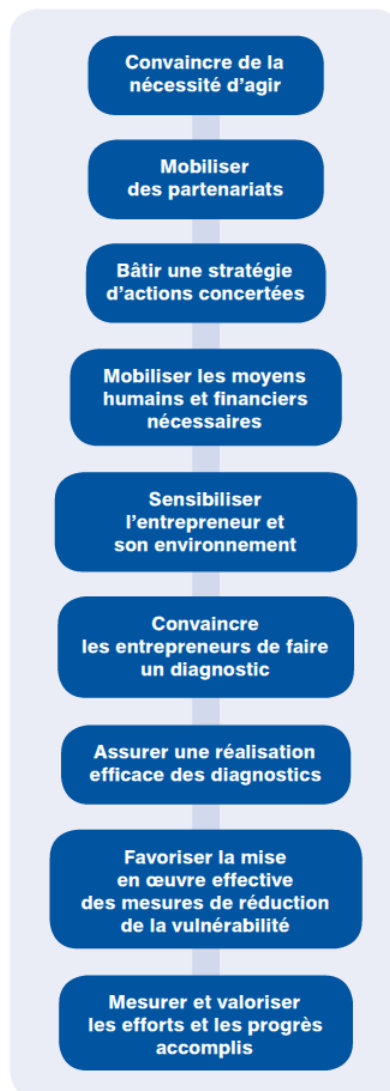 Convaincre de la
nécessité d'agir
Mobiliser
des partenariats
Bâtir une stratégie
d'actions concertées
Mobiliser les moyens
humains et financiers
nécessaires
Sensibiliser
l'entrepreneur et
son environnement
Convaincre
les entrepreneurs de faire
un diagnostic
Assurer une réalisation
efficace des diagnostics
Favoriser la mise
en œuvre effective
des mesures de réduction
de la vulnérabilité
Mesurer et valoriser
les efforts et les progrès
accomplis